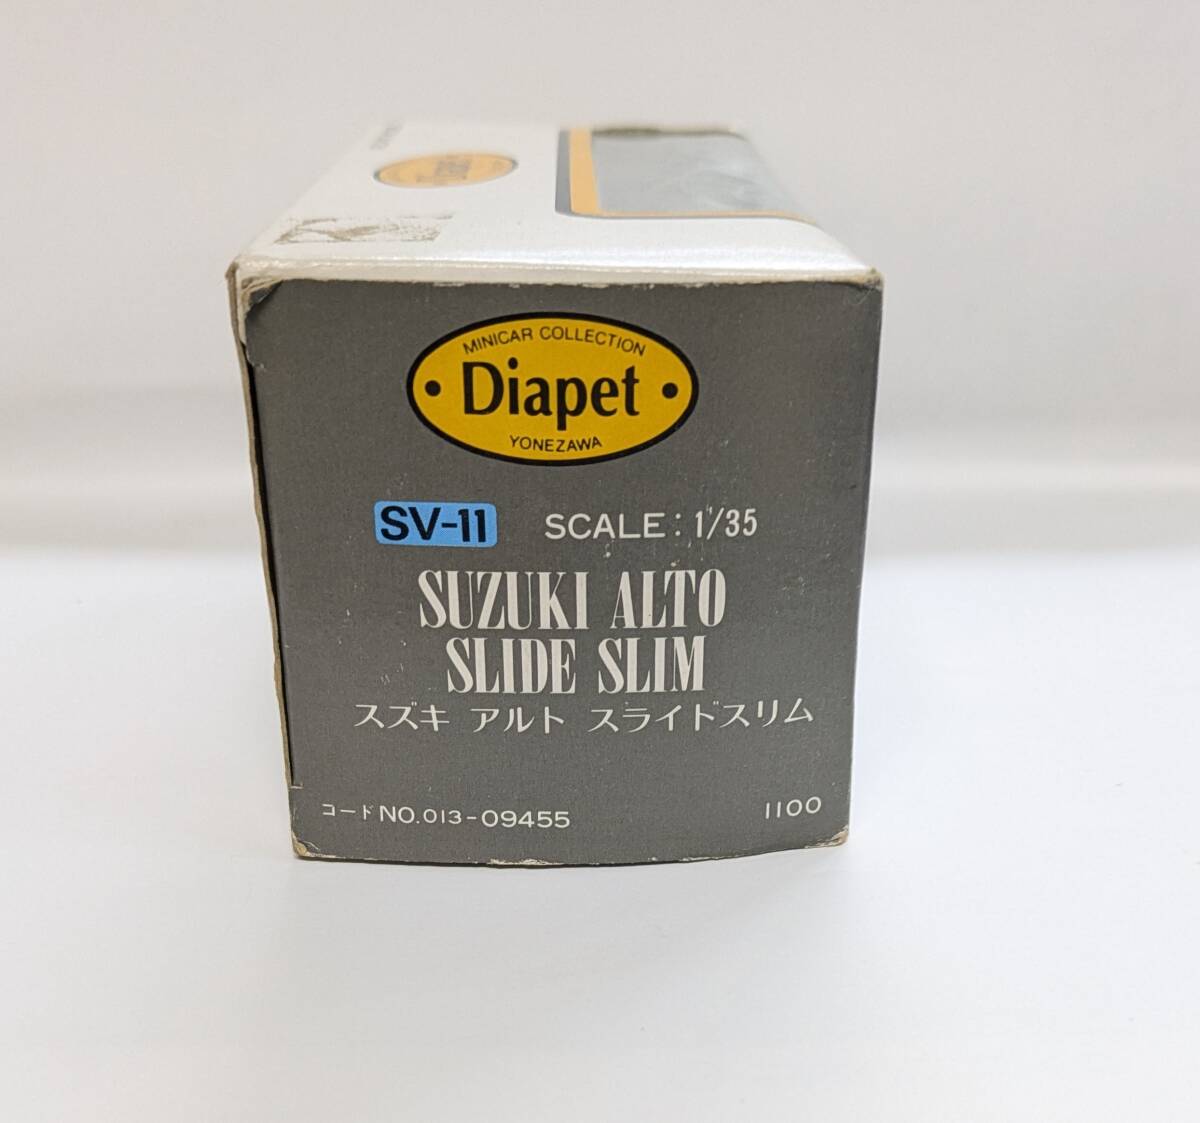 Diapet
MINICAR COLLECTION
• Diapet •
YONEZAWA
SV-11 SCALE: 1/35
SUZUKI ALTO
SLIDE SLIM
スズキ アルト スライドスリム
コードNO.013-09455 1100